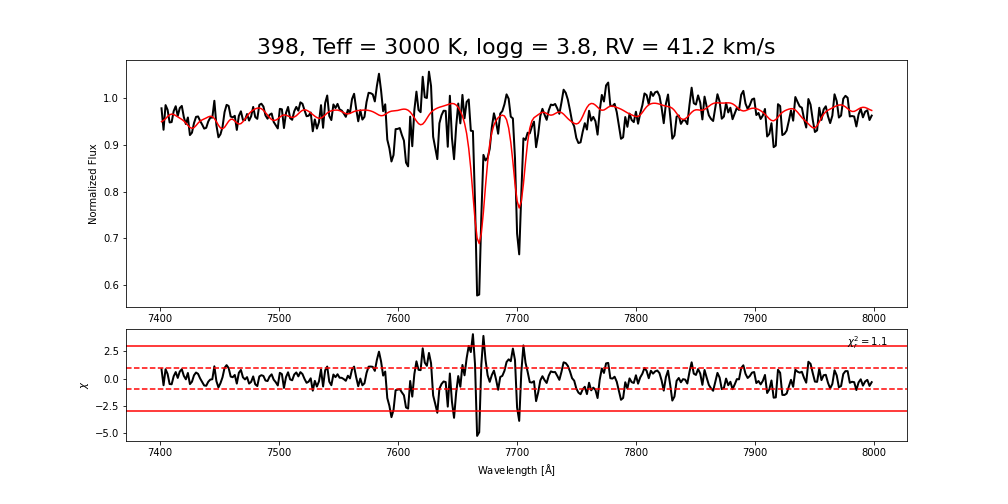 398, Teff = 3000 K, logg = 3.8, RV = 41.2 km/s
Normalized Flux
1.0
0.9
0.8
0.7
0.6
7400 7500 7600 7700 7800 7900 8000
χ
2.5
0.0
−2.5
−5.0
χ²ᵣ = 1.1
7400 7500 7600 7700 7800 7900 8000
Wavelength [Å]